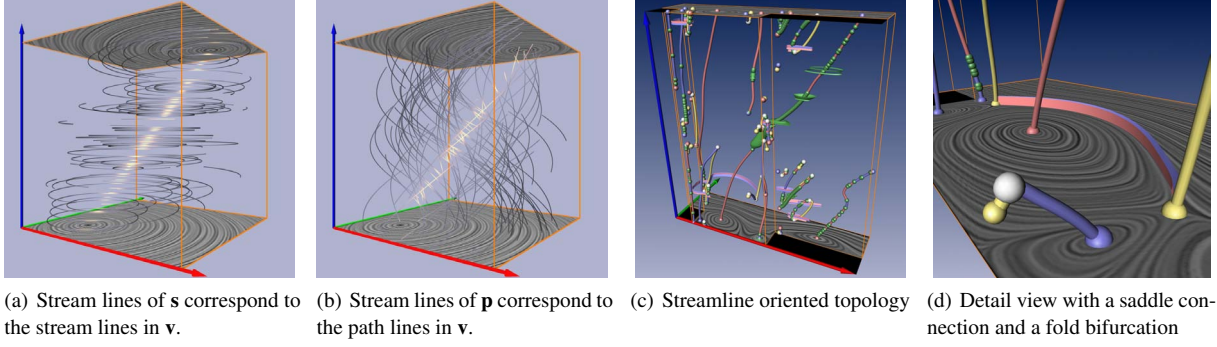 (a) Stream lines of s correspond to
the stream lines in v.
(b) Stream lines of p correspond to
the path lines in v.
(c) Streamline oriented topology
(d) Detail view with a saddle con-
nection and a fold bifurcation